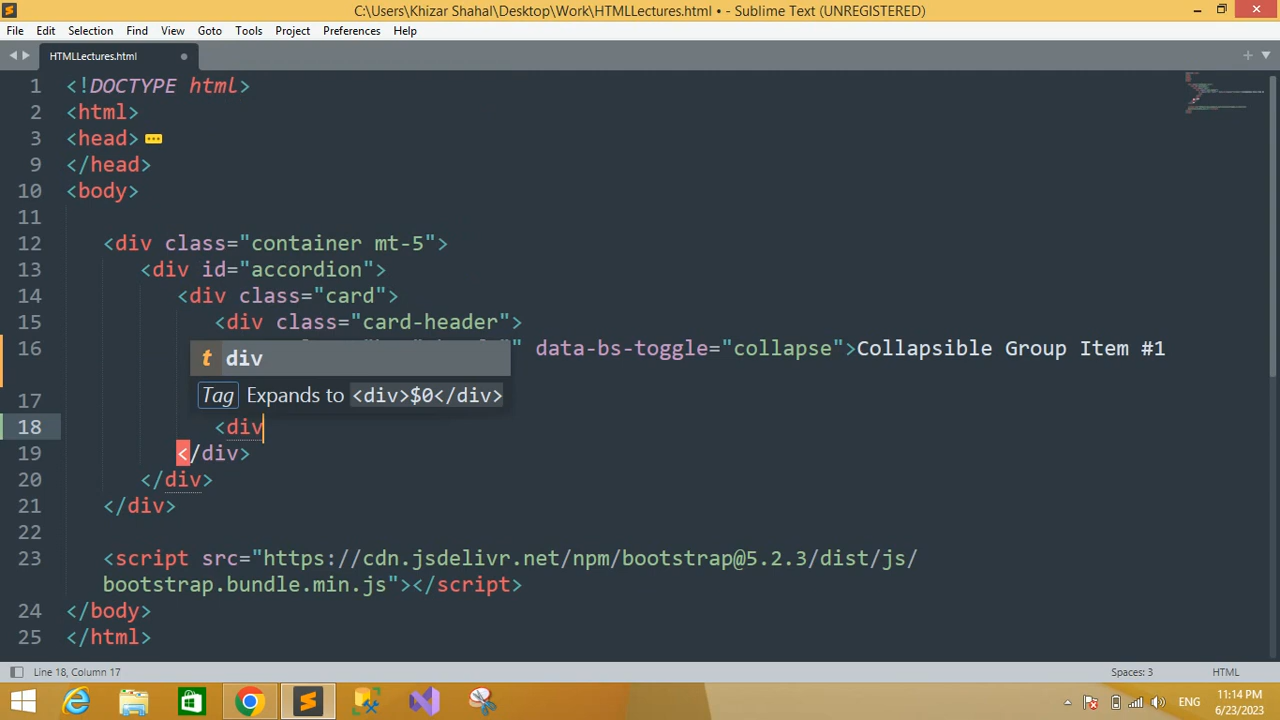 C:\Users\Khizar Shahal\Desktop\Work\HTMLLectures.html • - Sublime Text (UNREGISTERED)
File Edit Selection Find View Goto Tools Project Preferences Help
HTMLLectures.html
1 <!DOCTYPE html>
2 <html>
3 <head>
9 </head>
10 <body>
11
12 <div class="container mt-5">
13 <div id="accordion">
14 <div class="card">
15 <div class="card-header">
16 data-bs-toggle="collapse">Collapsible Group Item #1
t div
Tag Expands to <div>$0</div>
17
18 <div
19 </div>
20 </div>
21 </div>
22
23 <script src="https://cdn.jsdelivr.net/npm/bootstrap@5.2.3/dist/js/
bootstrap.bundle.min.js"></script>
24 </body>
25 </html>
Line 18, Column 17 Spaces: 3 HTML
ENG 11:14 PM
6/23/2023